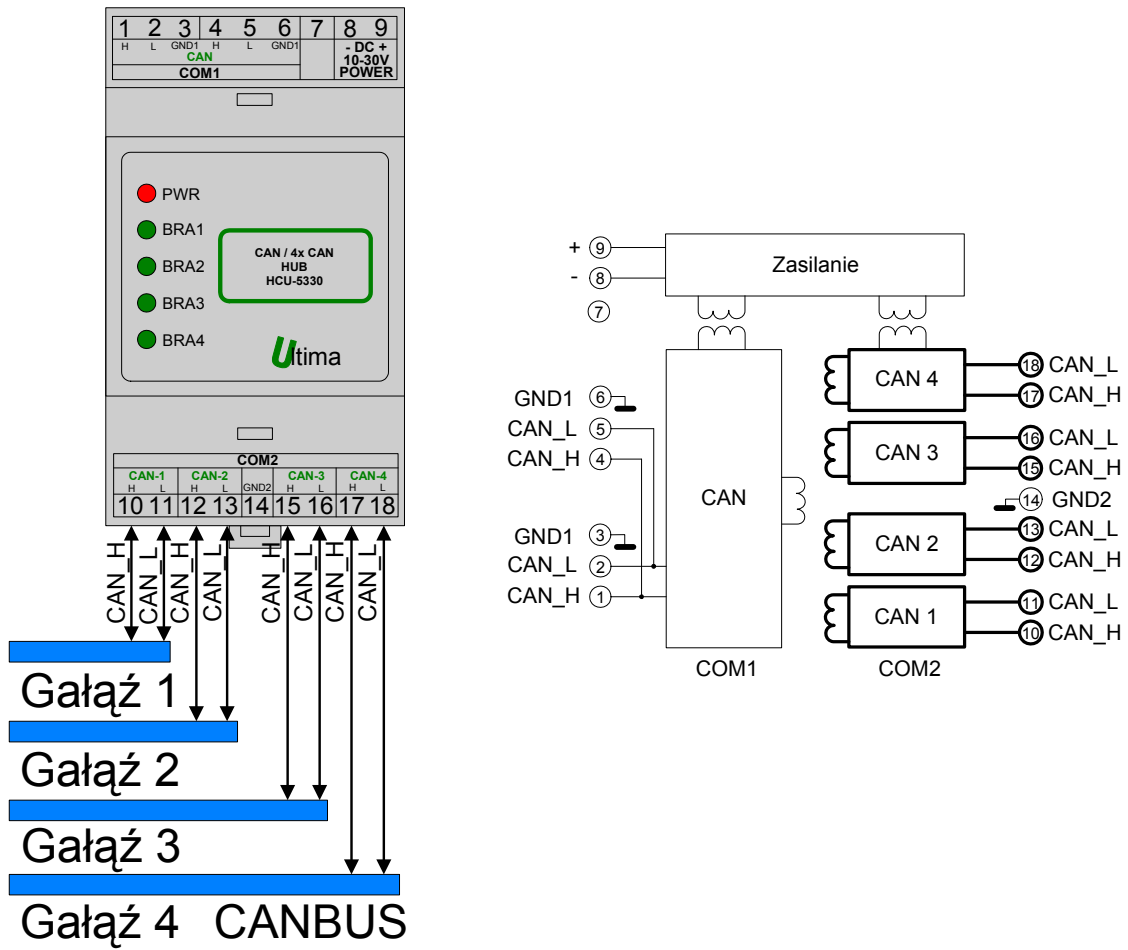 1 2 3 4 5 6 7 8 9
H L GND1 H L GND1 - DC +
CAN 10-30V
COM1 POWER
PWR
BRA1
BRA2
BRA3
BRA4
CAN / 4x CAN
HUB
HCU-5330
Ultima
COM2
CAN-1 CAN-2 CAN-3 CAN-4
H L H L GND2 H L H L
10 11 12 13 14 15 16 17 18
CAN_H CAN_L CAN_H CAN_L CAN_H CAN_L CAN_H CAN_L
Gałąź 1
Gałąź 2
Gałąź 3
Gałąź 4 CANBUS
+ 9
- 8
7
Zasilanie
GND1 6
CAN_L 5
CAN_H 4
GND1 3
CAN_L 2
CAN_H 1
CAN
COM1
CAN 4
18 CAN_L
17 CAN_H
CAN 3
16 CAN_L
15 CAN_H
14 GND2
CAN 2
13 CAN_L
12 CAN_H
CAN 1
11 CAN_L
10 CAN_H
COM2